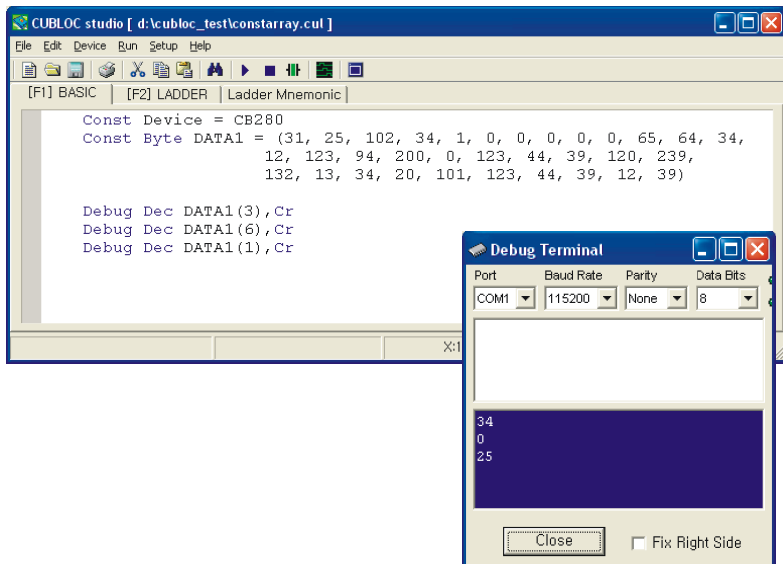 CUBLOC studio [ d:\cubloc_test\constarray.cul ]
File Edit Device Run Setup Help
[F1] BASIC [F2] LADDER Ladder Mnemonic
Const Device = CB280
Const Byte DATA1 = (31, 25, 102, 34, 1, 0, 0, 0, 0, 0, 65, 64, 34,
12, 123, 94, 200, 0, 123, 44, 39, 120, 239,
132, 13, 34, 20, 101, 123, 44, 39, 12, 39)
Debug Dec DATA1(3),Cr
Debug Dec DATA1(6),Cr
Debug Dec DATA1(1),Cr
X:1
Debug Terminal
Port Baud Rate Parity Data Bits
COM1 115200 None 8
34
0
25
Close Fix Right Side